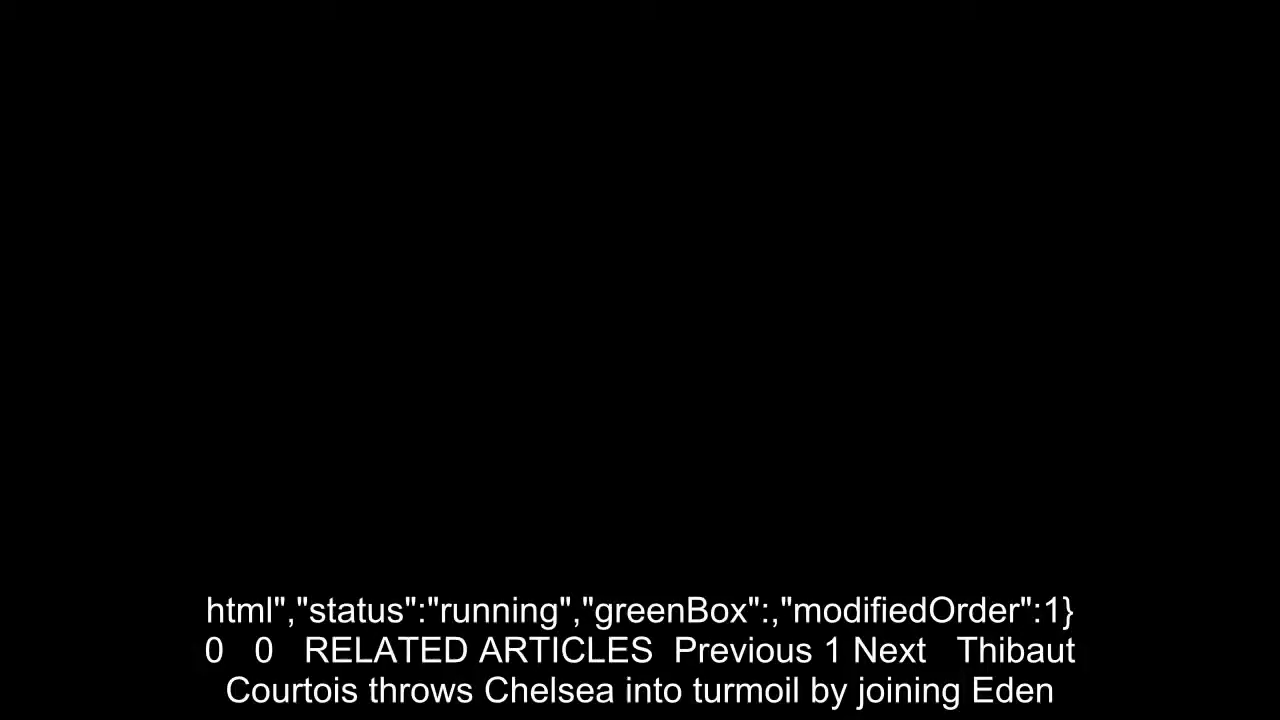 html","status":"running","greenBox":,"modifiedOrder":1}
0 0 RELATED ARTICLES Previous 1 Next Thibaut
Courtois throws Chelsea into turmoil by joining Eden